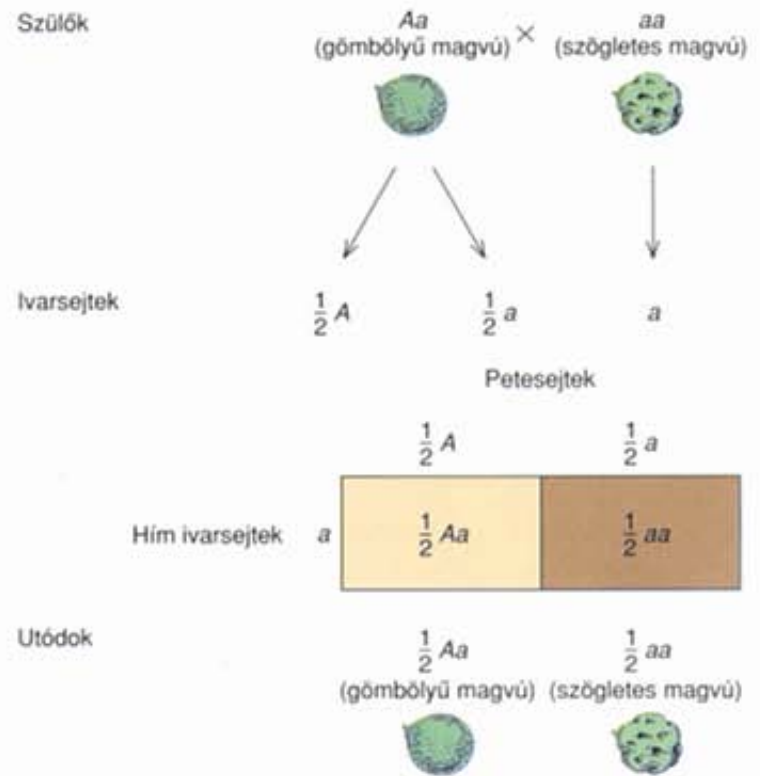 Szülők
Aa × aa
(gömbölyű magvú) (szögletes magvú)
Ivarsejtek
1/2 A 1/2 a a
Petesejtek
1/2 A 1/2 a
Hím ivarsejtek a 1/2 Aa 1/2 aa
Utódok
1/2 Aa 1/2 aa
(gömbölyű magvú) (szögletes magvú)